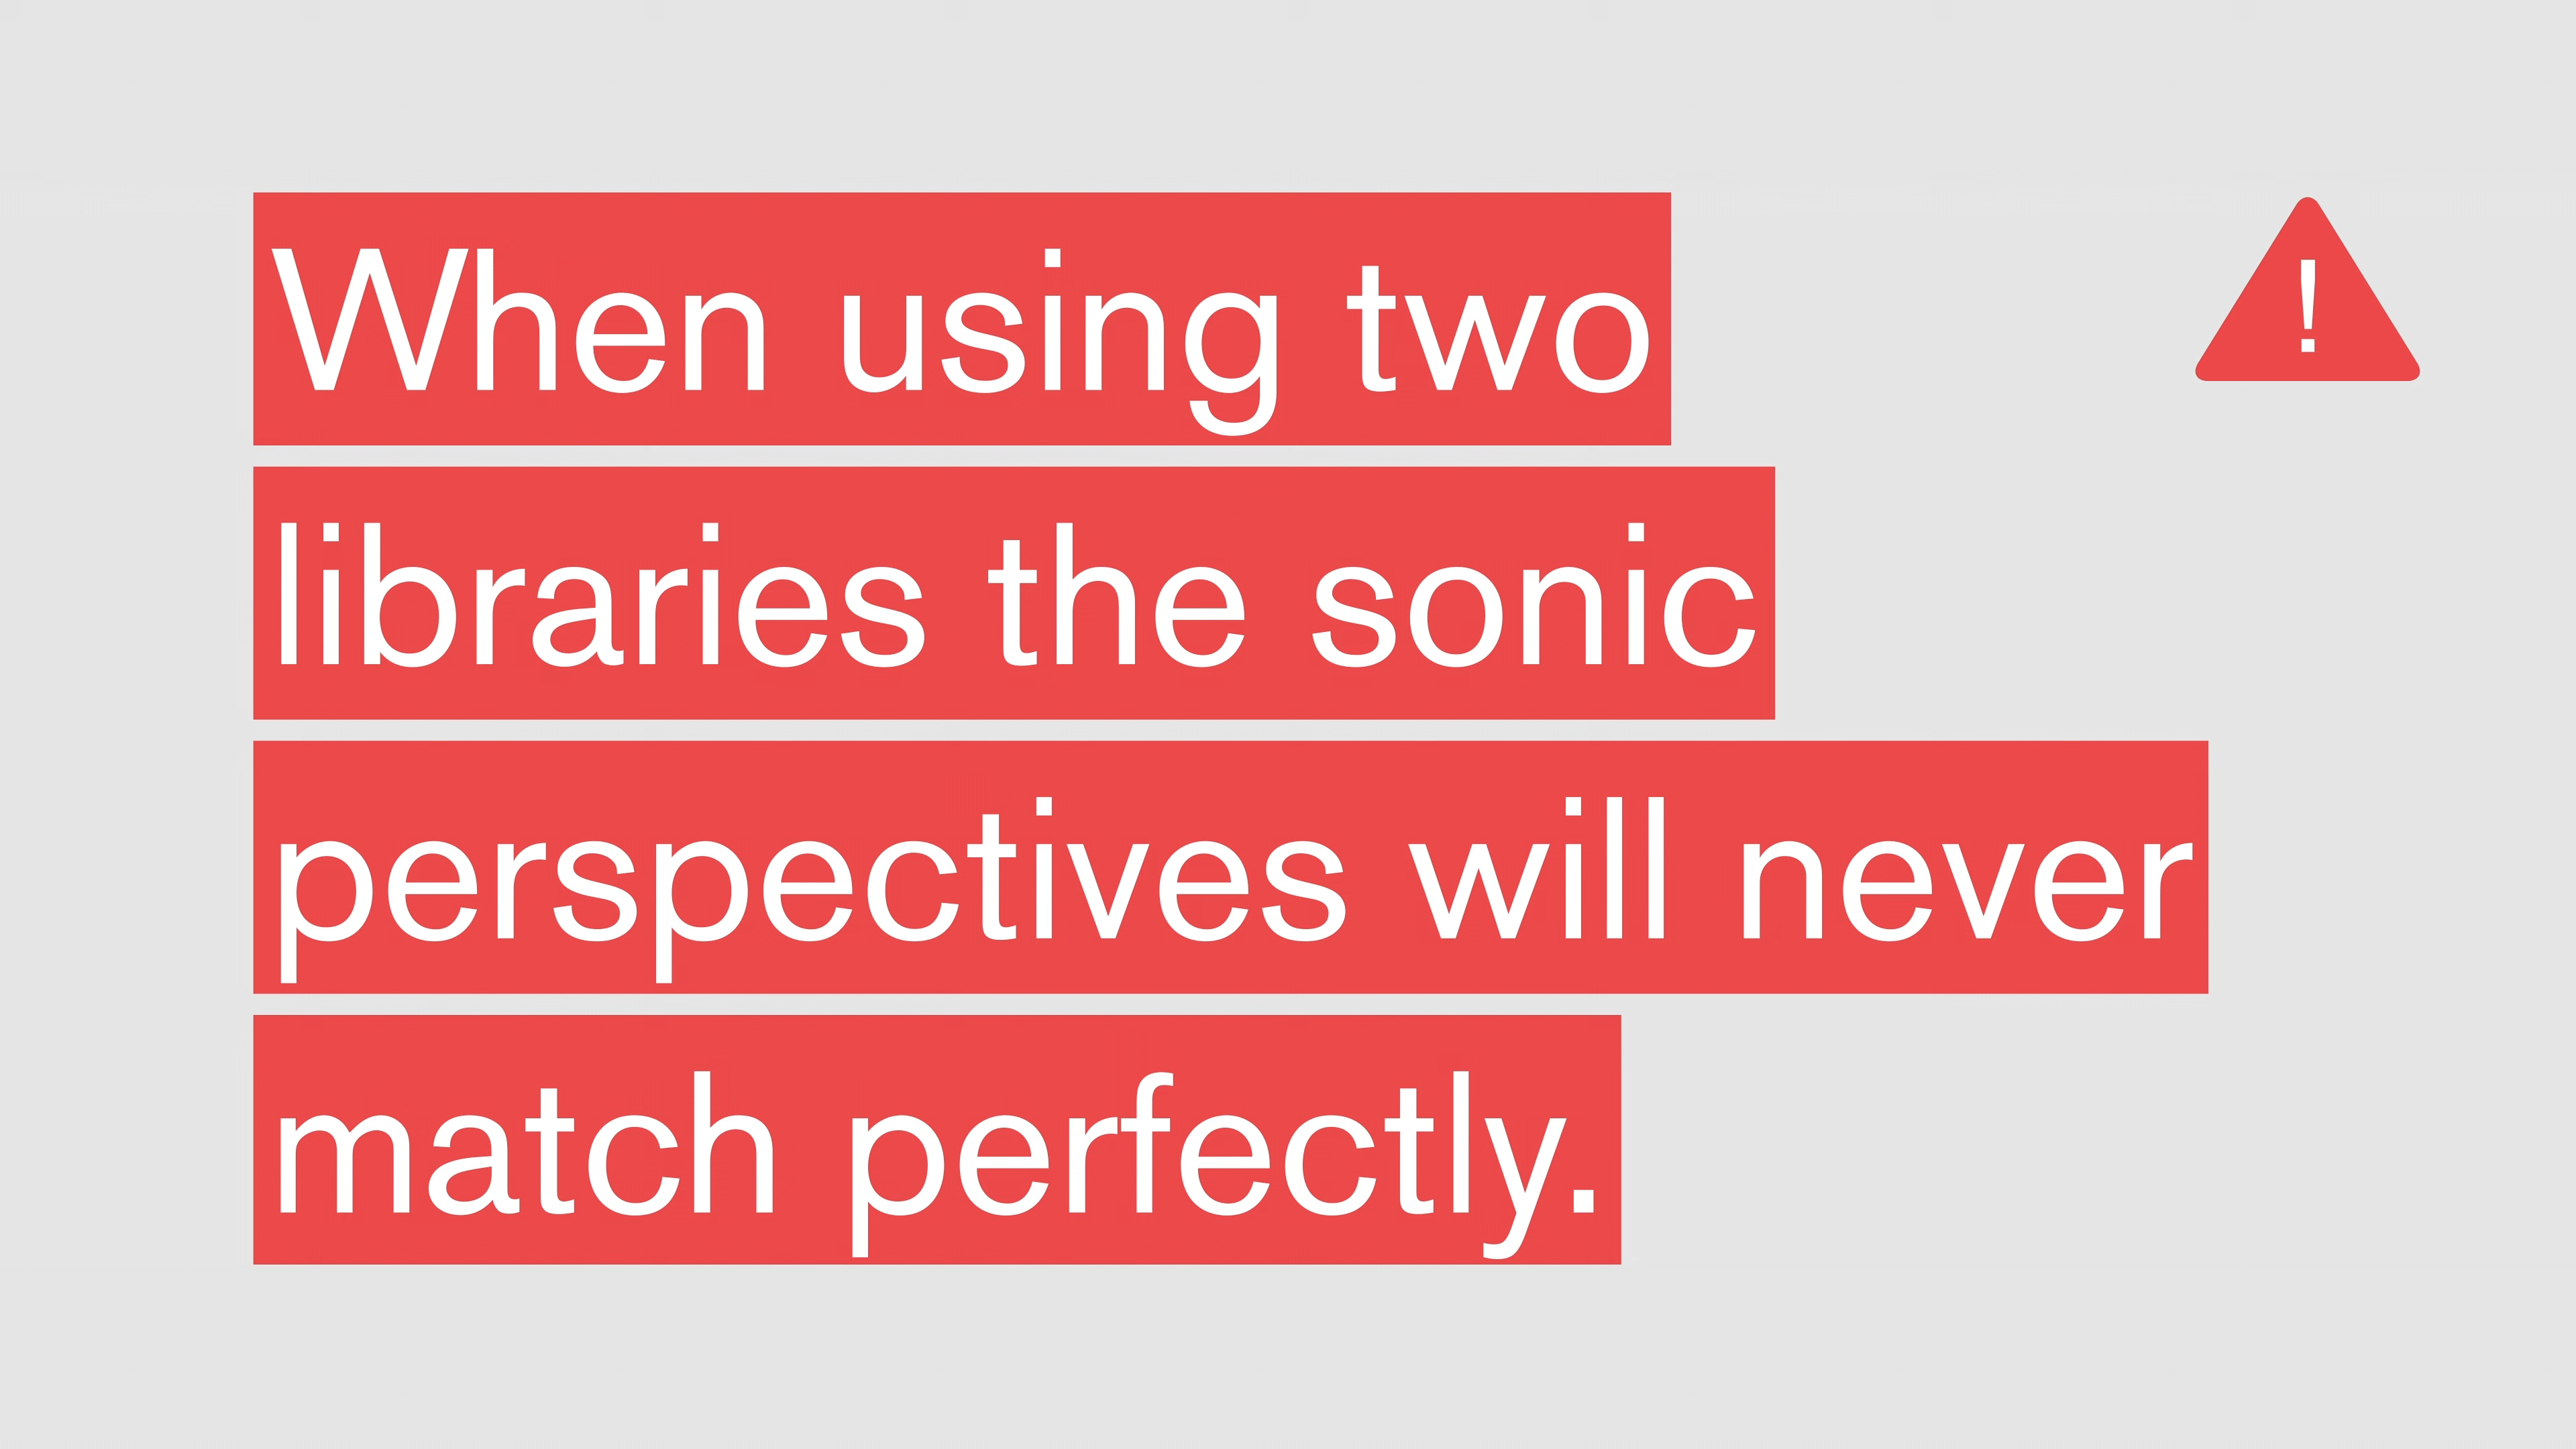 When using two
libraries the sonic
perspectives will never
match perfectly.
!